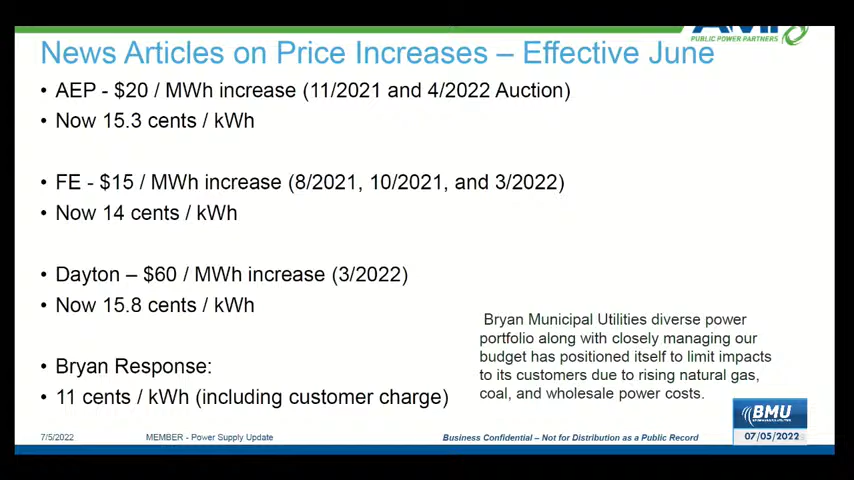 PUBLIC POWER PARTNERS
News Articles on Price Increases – Effective June
• AEP - $20 / MWh increase (11/2021 and 4/2022 Auction)
• Now 15.3 cents / kWh
• FE - $15 / MWh increase (8/2021, 10/2021, and 3/2022)
• Now 14 cents / kWh
• Dayton – $60 / MWh increase (3/2022)
• Now 15.8 cents / kWh
• Bryan Response:
• 11 cents / kWh (including customer charge)
Bryan Municipal Utilities diverse power
portfolio along with closely managing our
budget has positioned itself to limit impacts
to its customers due to rising natural gas,
coal, and wholesale power costs.
BMU
7/5/2022 MEMBER - Power Supply Update Business Confidential – Not for Distribution as a Public Record 07/05/2022